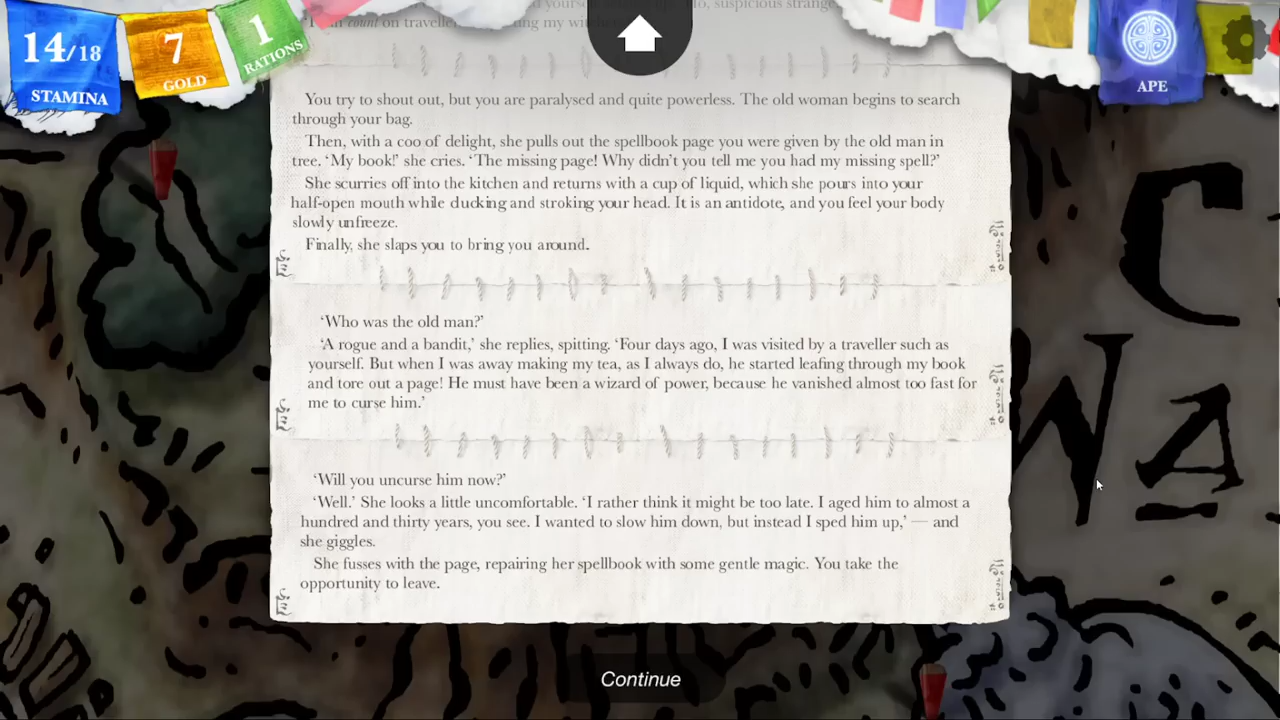 14/18
STAMINA
7
GOLD
1
RATIONS
APE
on travelle
You try to shout out, but you are paralysed and quite powerless. The old woman begins to search
through your bag.
Then, with a coo of delight, she pulls out the spellbook page you were given by the old man in
tree. ‘My book!’ she cries. ‘The missing page! Why didn’t you tell me you had my missing spell?’
She scurries off into the kitchen and returns with a cup of liquid, which she pours into your
half-open mouth while clucking and stroking your head. It is an antidote, and you feel your body
slowly unfreeze.
Finally, she slaps you to bring you around.
‘Who was the old man?’
‘A rogue and a bandit,’ she replies, spitting. ‘Four days ago, I was visited by a traveller such as
yourself. But when I was away making my tea, as I always do, he started leafing through my book
and tore out a page! He must have been a wizard of power, because he vanished almost too fast for
me to curse him.’
‘Will you uncurse him now?’
‘Well.’ She looks a little uncomfortable. ‘I rather think it might be too late. I aged him to almost a
hundred and thirty years, you see. I wanted to slow him down, but instead I sped him up,’ — and
she giggles.
She fusses with the page, repairing her spellbook with some gentle magic. You take the
opportunity to leave.
C
Wa
Continue